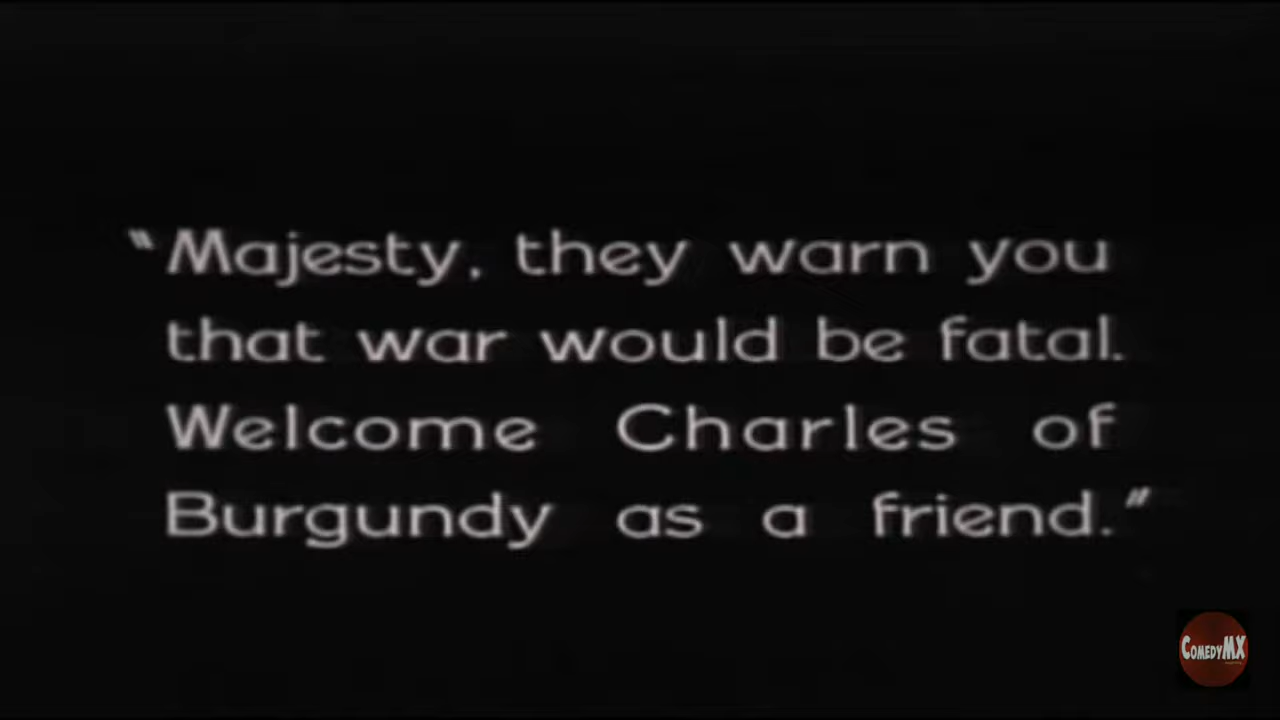 "Majesty, they warn you
that war would be fatal.
Welcome Charles of
Burgundy as a friend."
ComedyMX